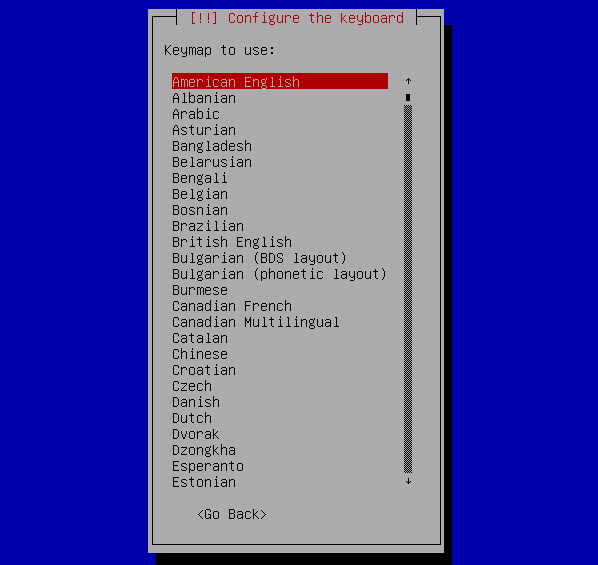 [!!] Configure the keyboard
Keymap to use:
American English
Albanian
Arabic
Asturian
Bangladesh
Belarusian
Bengali
Belgian
Bosnian
Brazilian
British English
Bulgarian (BDS layout)
Bulgarian (phonetic layout)
Burmese
Canadian French
Canadian Multilingual
Catalan
Chinese
Croatian
Czech
Danish
Dutch
Dvorak
Dzongkha
Esperanto
Estonian
<Go Back>